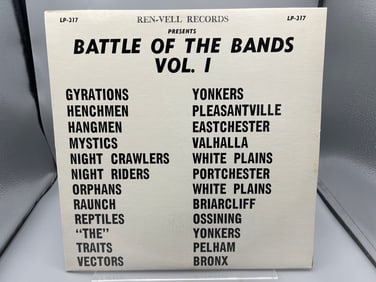 LP-317 REN-VELL RECORDS LP-317
PRESENTS
BATTLE OF THE BANDS
VOL. I
GYRATIONS YONKERS
HENCHMEN PLEASANTVILLE
HANGMEN EASTCHESTER
MYSTICS VALHALLA
NIGHT CRAWLERS WHITE PLAINS
NIGHT RIDERS PORTCHESTER
ORPHANS WHITE PLAINS
RAUNCH BRIARCLIFF
REPTILES OSSINING
"THE" YONKERS
TRAITS PELHAM
VECTORS BRONX